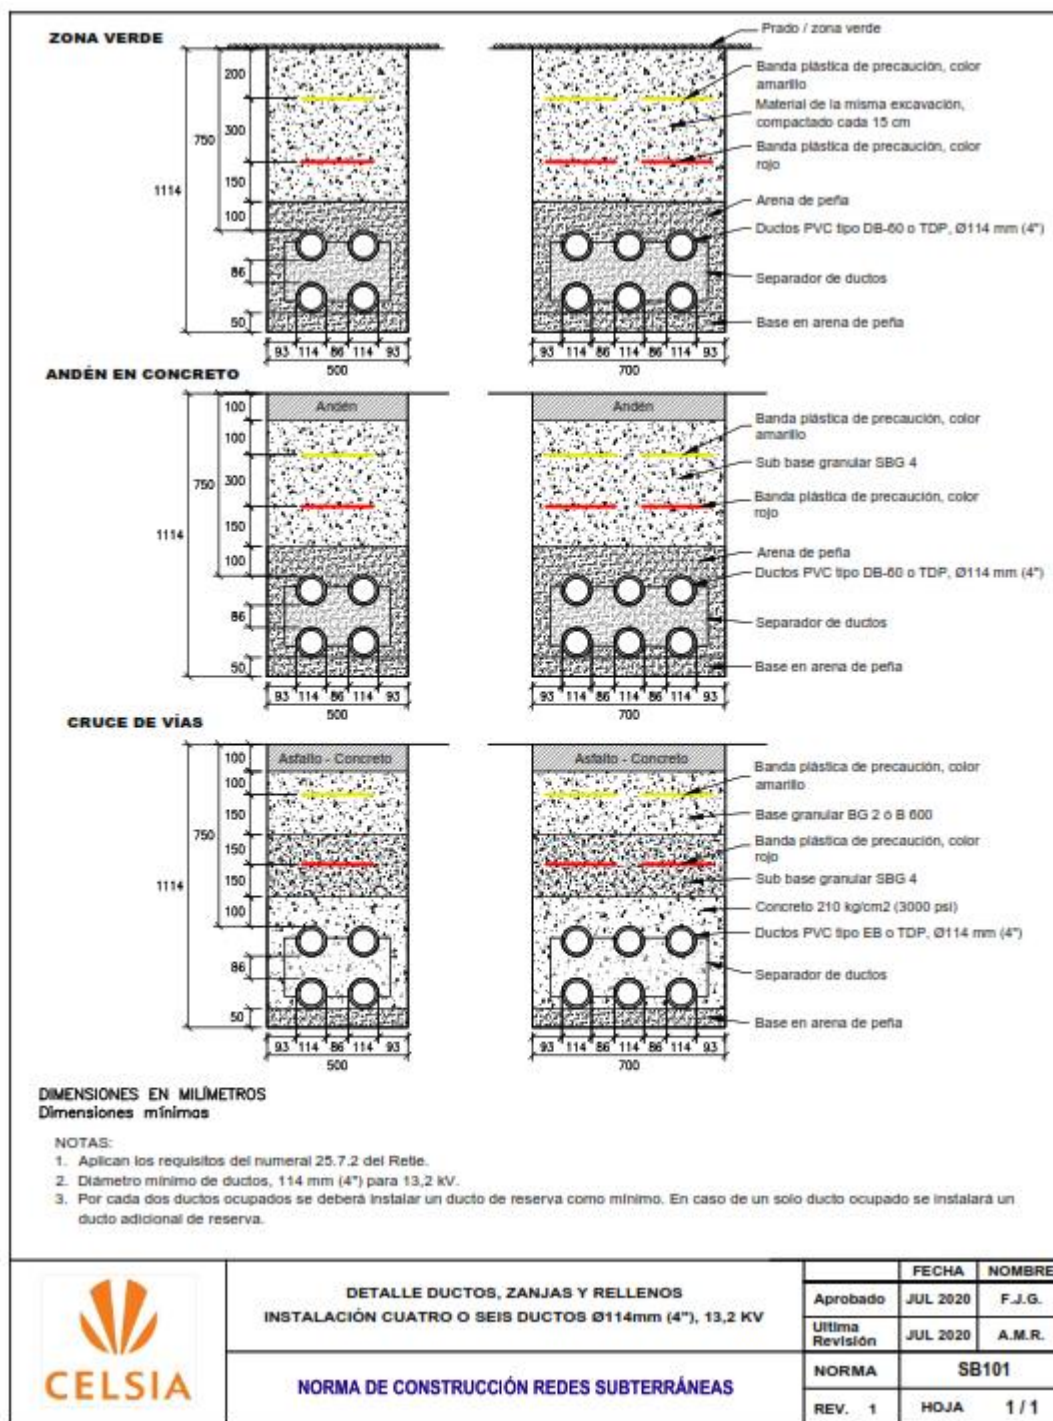 ZONA VERDE
200
300
750
150
1114
100
86
50
93 114 86 114 93
500
93 114 86 114 86 114 93
700
Prado / zona verde
Banda plástica de precaución, color
amarillo
Material de la misma excavación,
compactado cada 15 cm
Banda plástica de precaución, color
rojo
Arena de peña
Ductos PVC tipo DB-60 o TDP, Ø114 mm (4")
Separador de ductos
Base en arena de peña
ANDÉN EN CONCRETO
100
Andén
Andén
100
750
300
150
1114
100
86
50
93 114 86 114 93
500
93 114 86 114 86 114 93
700
Banda plástica de precaución, color
amarillo
Sub base granular SBG 4
Banda plástica de precaución, color
rojo
Arena de peña
Ductos PVC tipo DB-60 o TDP, Ø114 mm (4")
Separador de ductos
Base en arena de peña
CRUCE DE VÍAS
100
Asfalto - Concreto
Asfalto - Concreto
100
150
750
150
150
1114
100
86
50
93 114 86 114 93
500
93 114 86 114 86 114 93
700
Banda plástica de precaución, color
amarillo
Base granular BG 2 ó B 600
Banda plástica de precaución, color
rojo
Sub base granular SBG 4
Concreto 210 kg/cm2 (3000 psi)
Ductos PVC tipo EB o TDP, Ø114 mm (4")
Separador de ductos
Base en arena de peña
DIMENSIONES EN MILÍMETROS
Dimensiones mínimas
NOTAS:
1. Aplican los requisitos del numeral 25.7.2 del Retie.
2. Diámetro mínimo de ductos, 114 mm (4") para 13,2 kV.
3. Por cada dos ductos ocupados se deberá instalar un ducto de reserva como mínimo. En caso de un solo ducto ocupado se instalará un
ducto adicional de reserva.
CELSIA
DETALLE DUCTOS, ZANJAS Y RELLENOS
INSTALACIÓN CUATRO O SEIS DUCTOS Ø114mm (4"), 13,2 KV
NORMA DE CONSTRUCCIÓN REDES SUBTERRÁNEAS
FECHA NOMBRE
Aprobado JUL 2020 F.J.G.
Ultima
Revisión JUL 2020 A.M.R.
NORMA SB101
REV. 1 HOJA 1 / 1